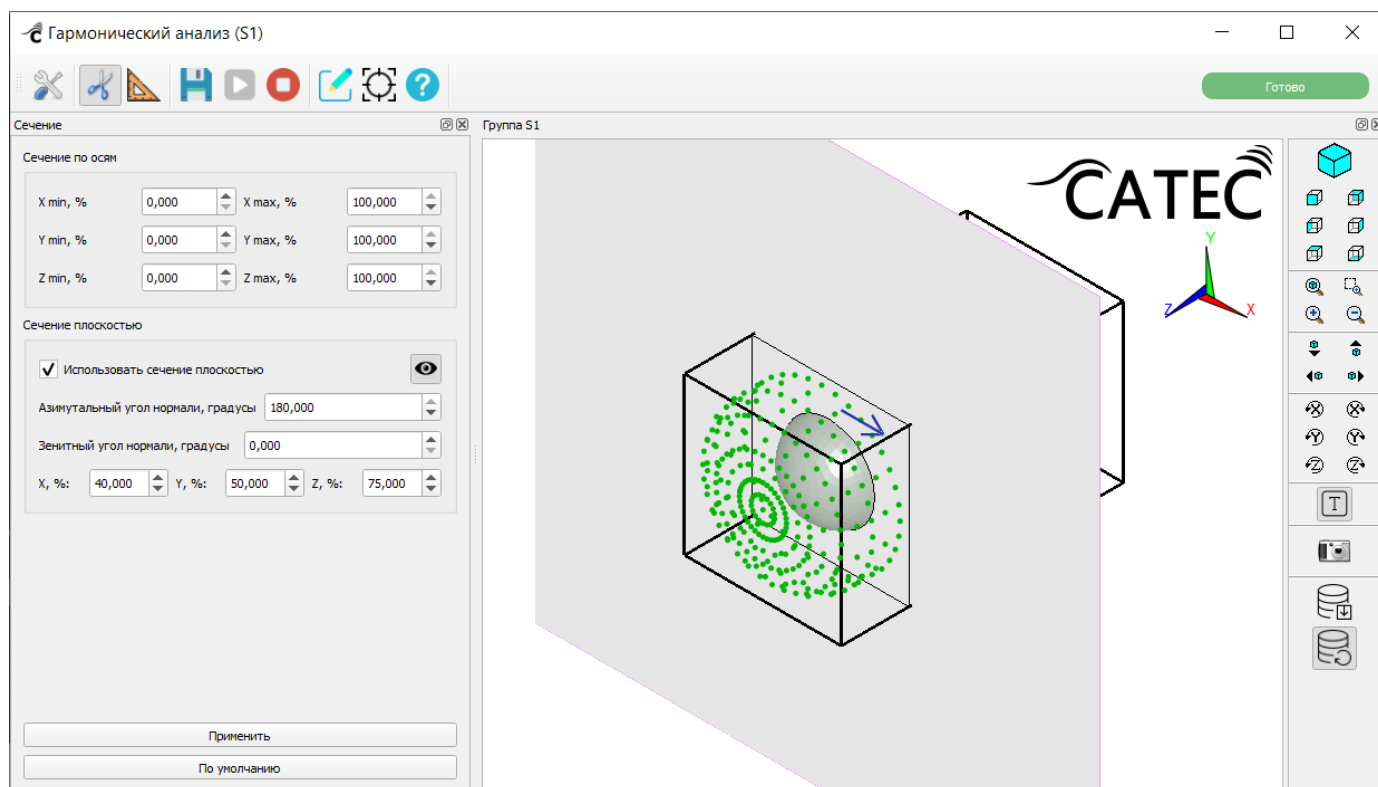 Гармонический анализ (S1)
Готово
Сечение
Группа S1
Сечение по осям
X min, % 0,000 X max, % 100,000
Y min, % 0,000 Y max, % 100,000
Z min, % 0,000 Z max, % 100,000
Сечение плоскостью
Использовать сечение плоскостью
Азимутальный угол нормали, градусы 180,000
Зенитный угол нормали, градусы 0,000
X, %: 40,000 Y, %: 50,000 Z, %: 75,000
Применить
По умолчанию
CATEC
Y
Z
X
X X
Y Y
Z Z
T